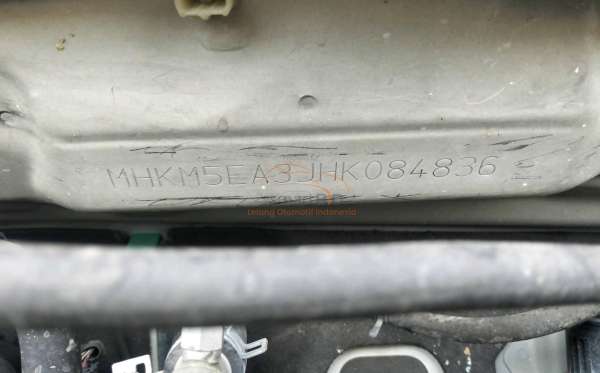 MHKM5EA3JHK084836
Lelang Otomotif Indonesia